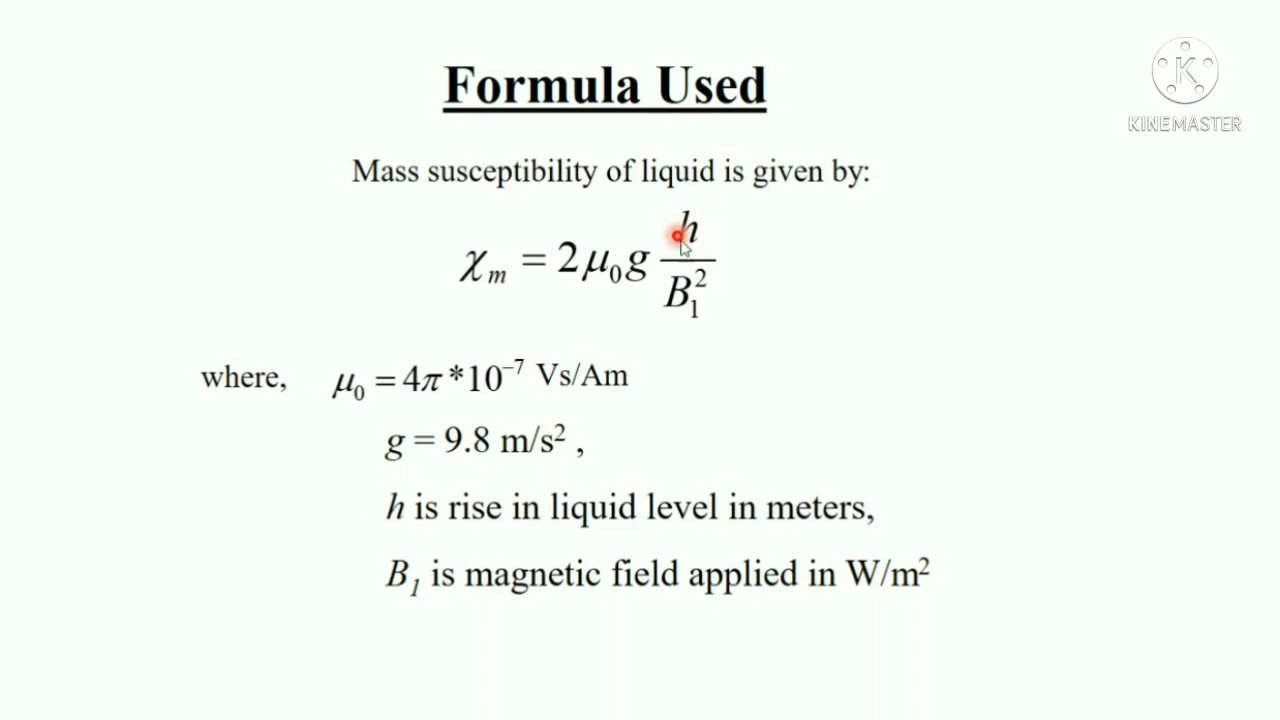 Formula Used
KINEMASTER
Mass susceptibility of liquid is given by:
χₘ = 2μ₀g h/B₁²
where, μ₀ = 4π*10⁻⁷ Vs/Am
g = 9.8 m/s² ,
h is rise in liquid level in meters,
B₁ is magnetic field applied in W/m²